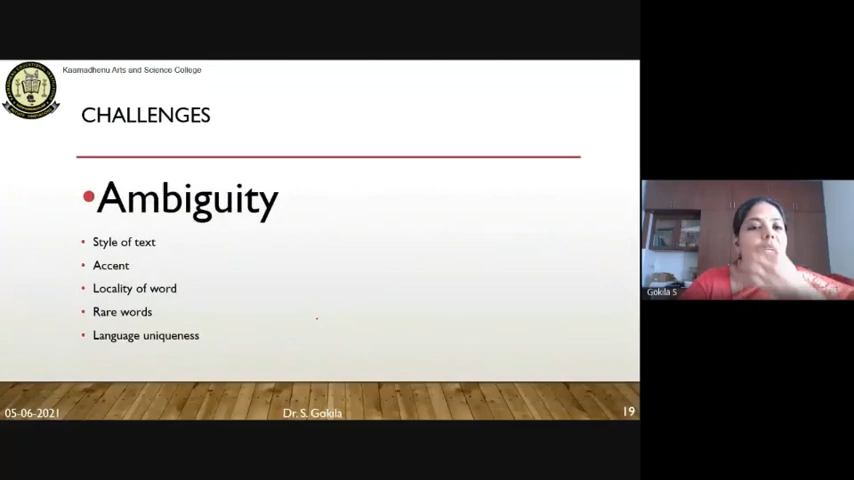 Kaamadhenu Arts and Science College
CHALLENGES
•Ambiguity
• Style of text
• Accent
• Locality of word
• Rare words
• Language uniqueness
Gokila S
05-06-2021
Dr. S. Gokila
19